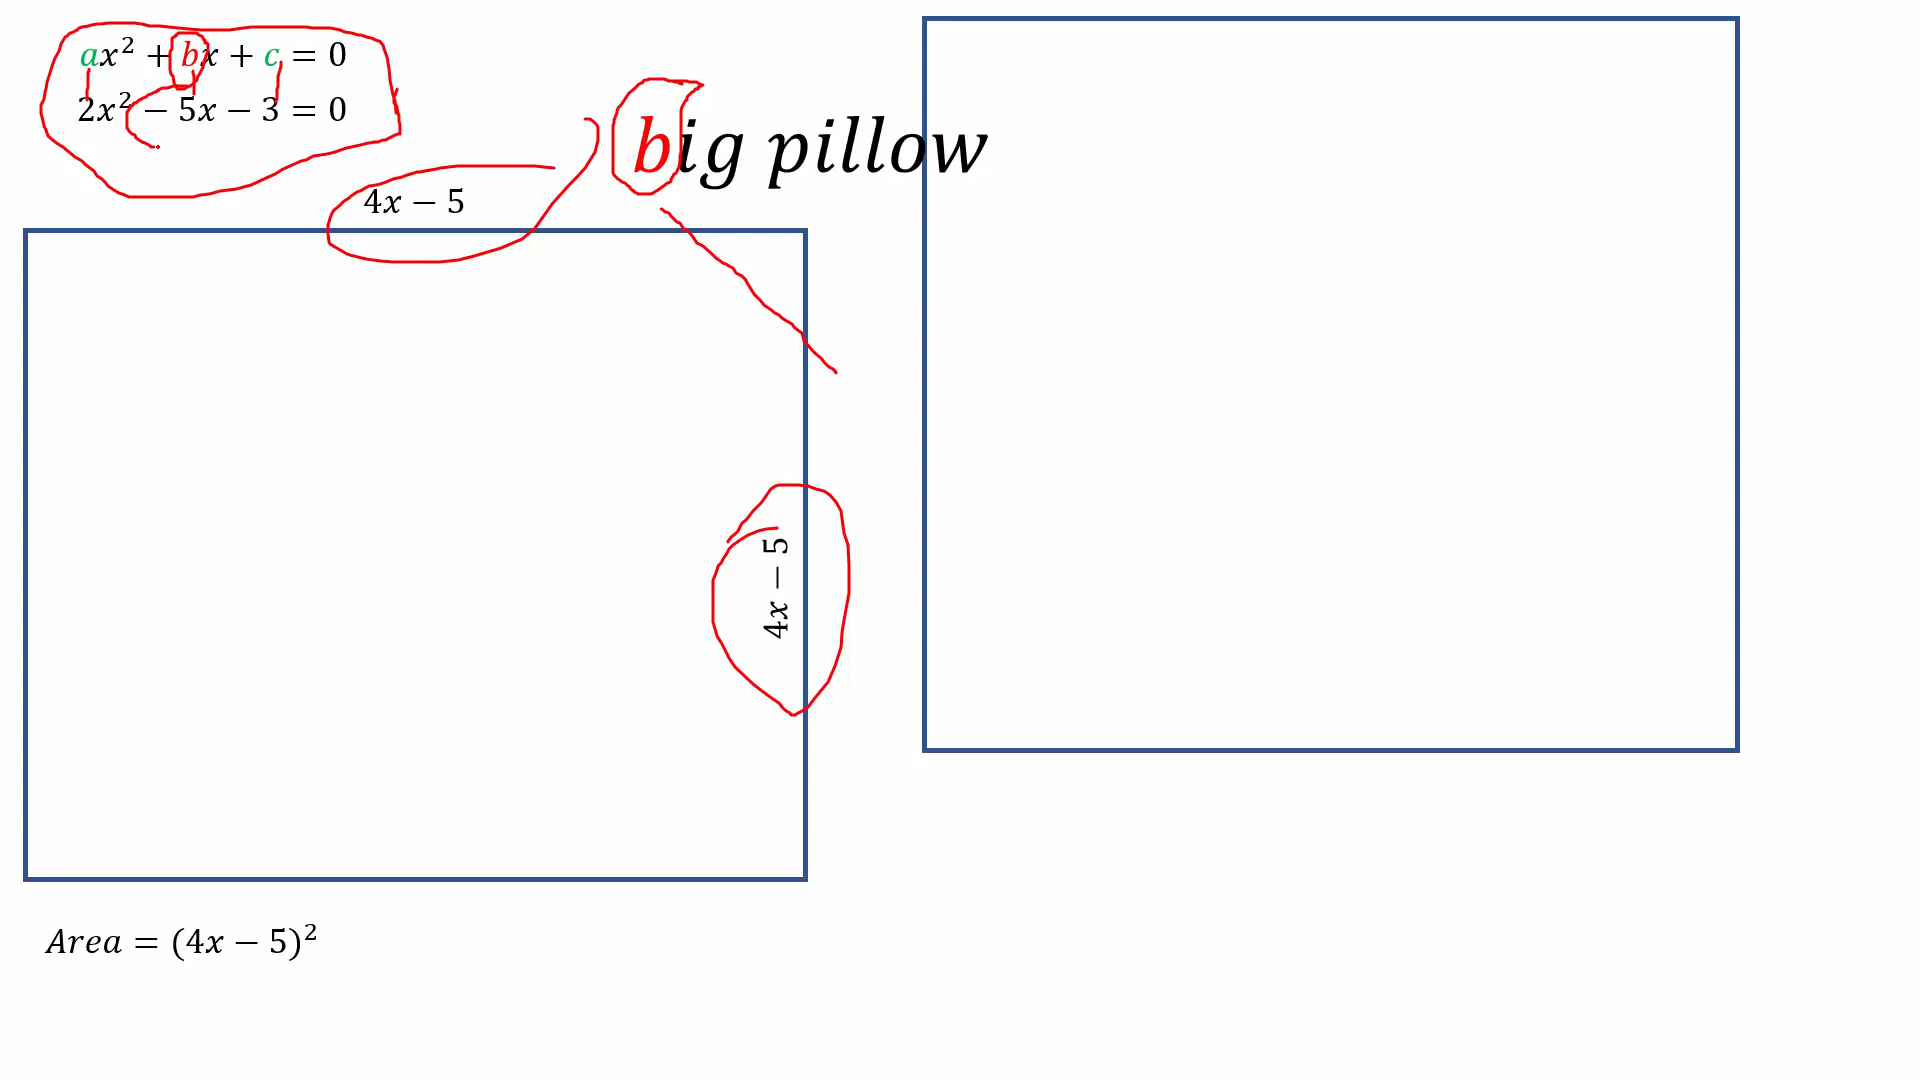 ax² + bx + c = 0
2x² − 5x − 3 = 0
big pillow
4x − 5
4x − 5
Area = (4x − 5)²